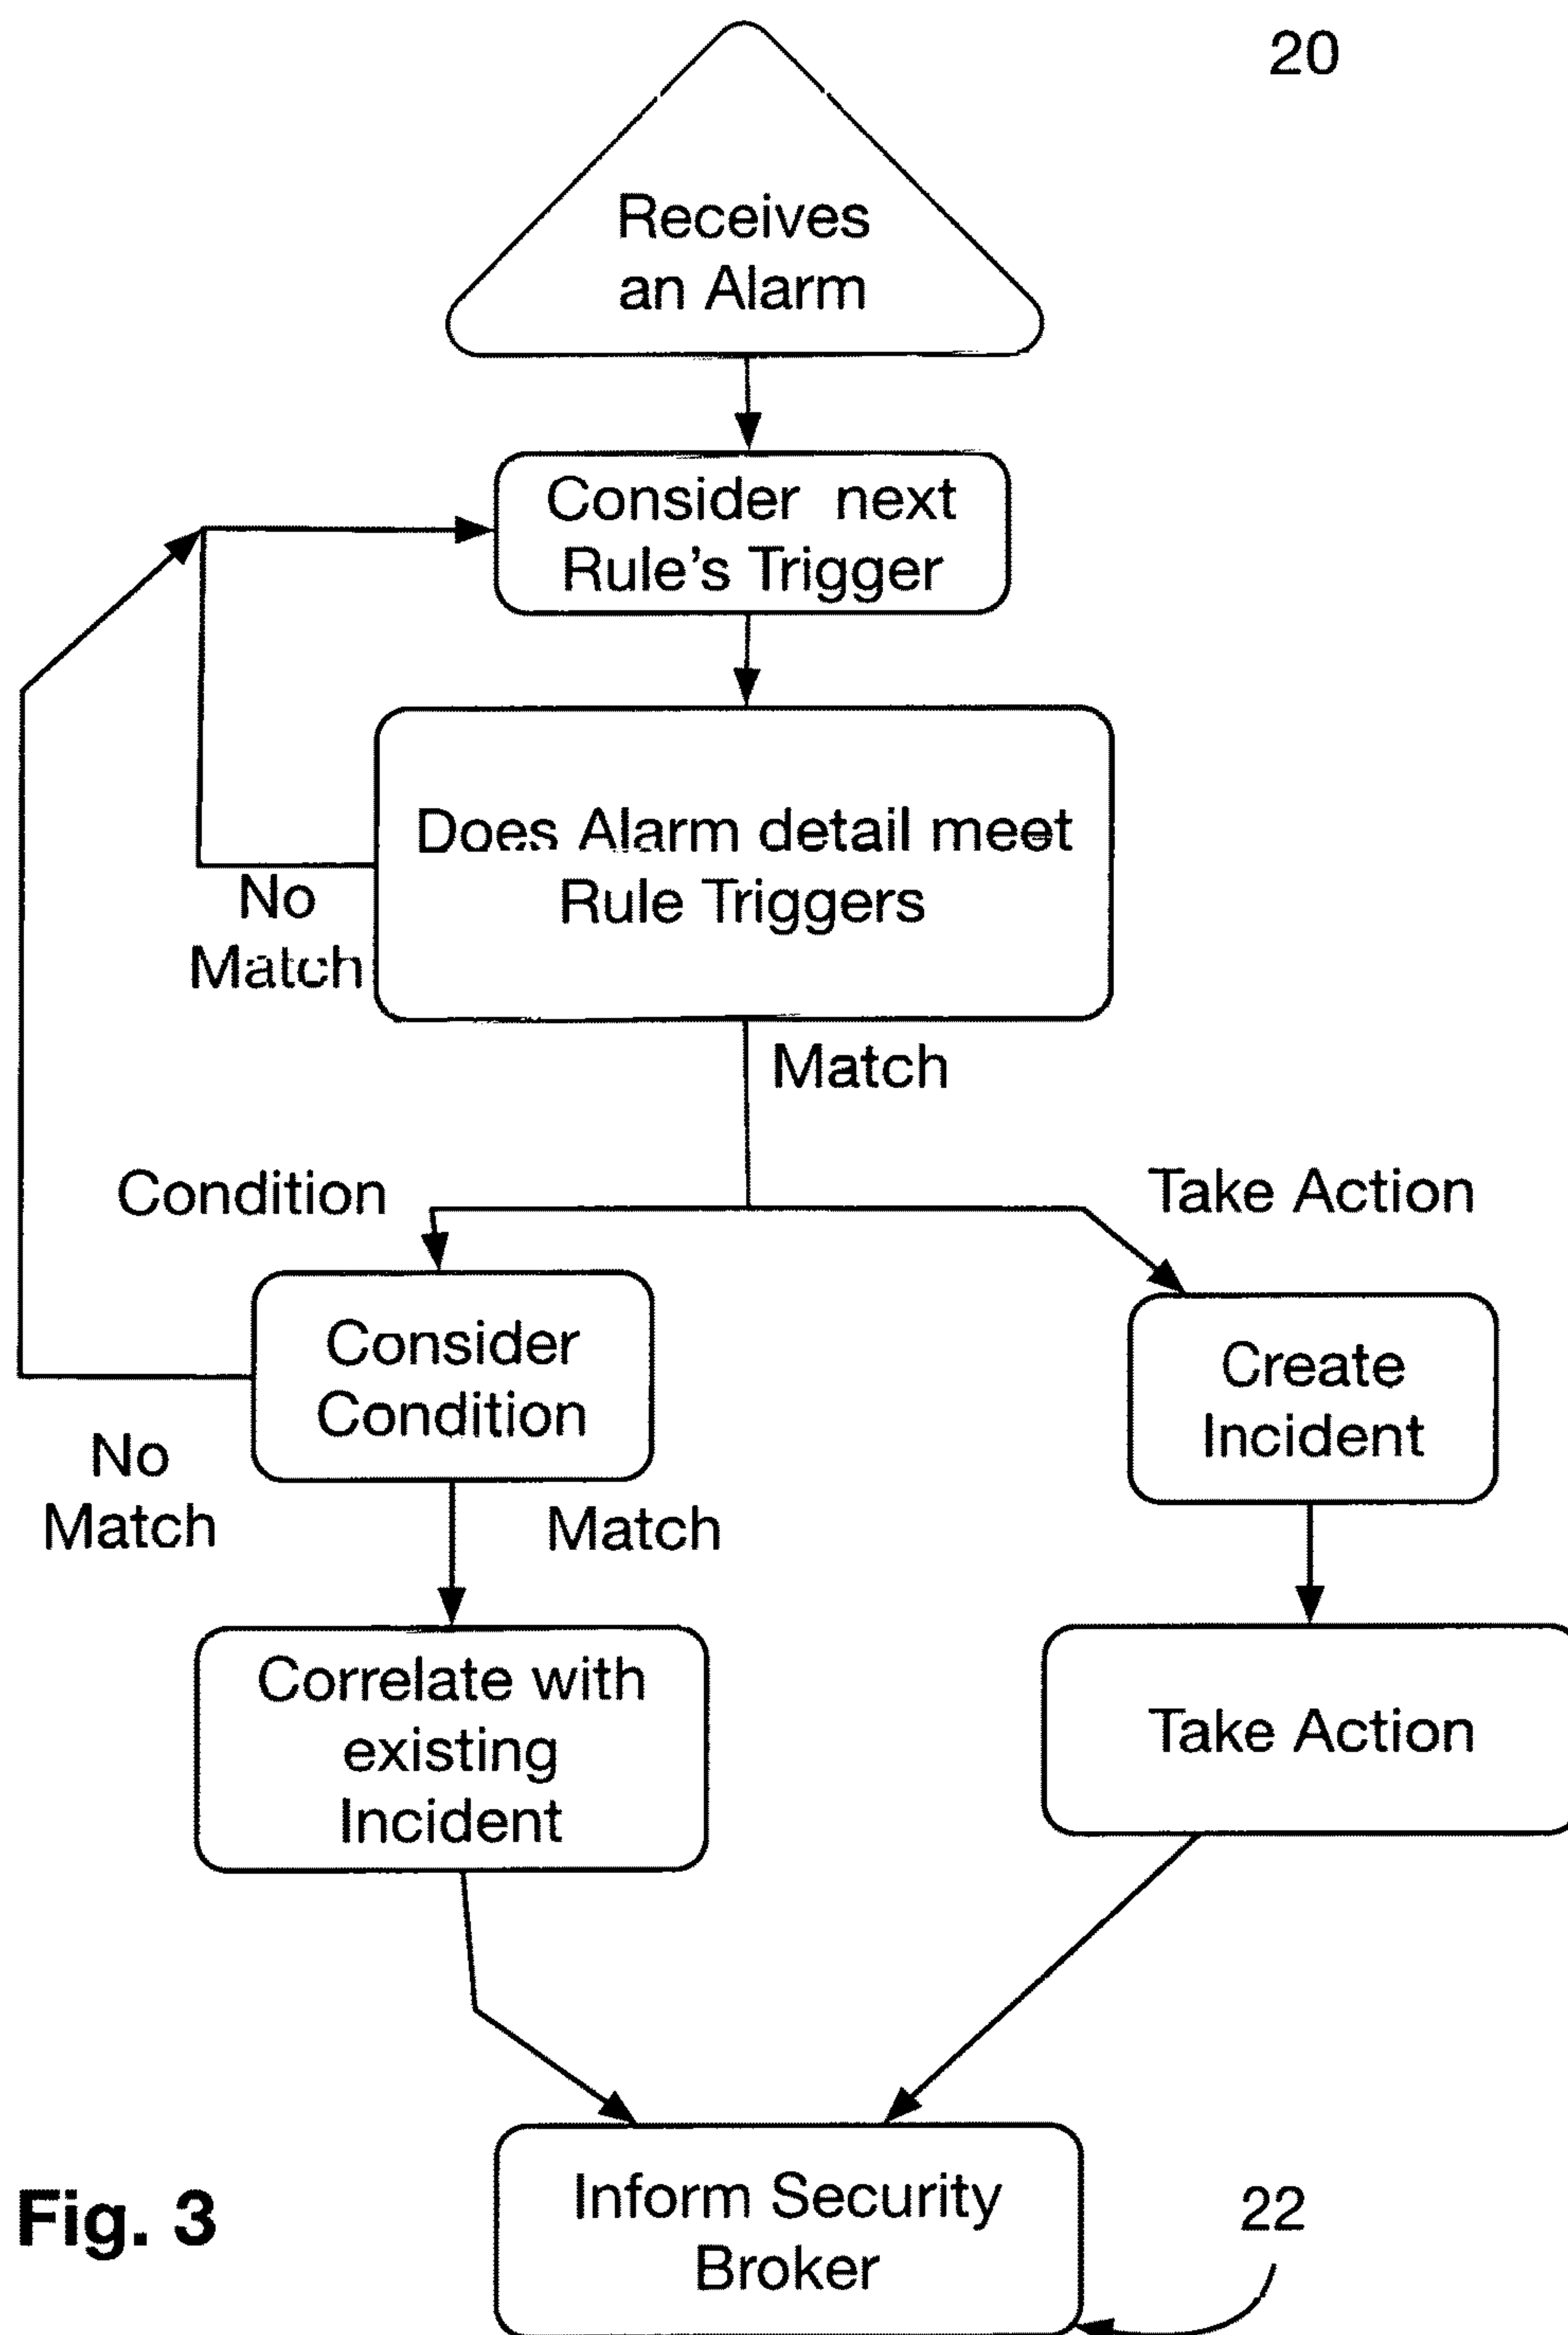 20
Receives
an Alarm
Consider next
Rule's Trigger
Does Alarm detail meet
Rule Triggers
No
Match
Match
Condition
Take Action
Consider
Condition
Create
Incident
No
Match
Match
Correlate with
existing
Incident
Take Action
Inform Security
Broker
22
Fig. 3